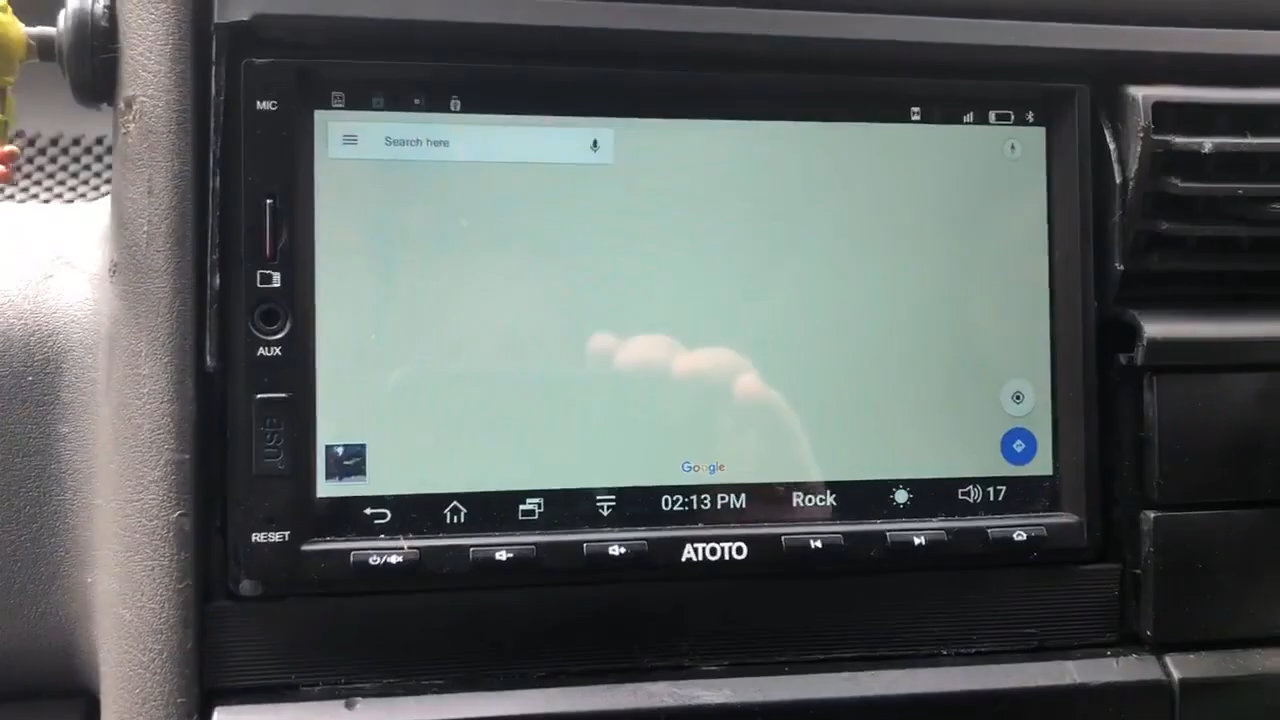 MIC
Search here
AUX
USB
Google
02:13 PM
Rock
17
RESET
ATOTO